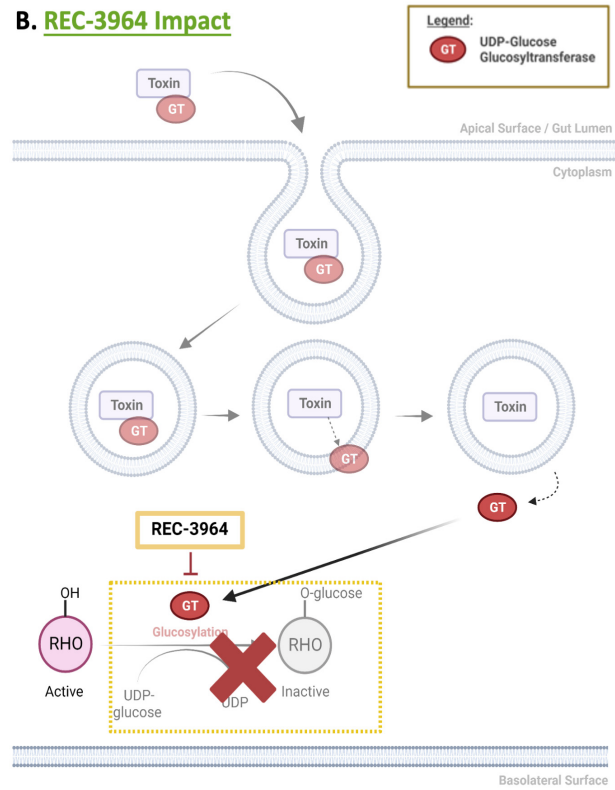 B. REC-3964 Impact
Legend:
GT
UDP-Glucose
Glucosyltransferase
Toxin
GT
Apical Surface / Gut Lumen
Cytoplasm
Toxin
GT
Toxin
GT
Toxin
GT
Toxin
GT
REC-3964
OH
GT
O-glucose
Glucosylation
RHO
RHO
Active
UDP-
glucose
UDP
Inactive
Basolateral Surface